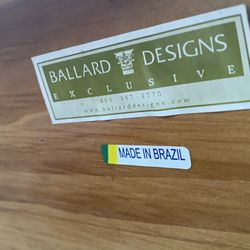 BALLARD DESIGNS
EXCLUSIVE
800-367-2775
www.ballarddesigns.com
MADE IN BRAZIL